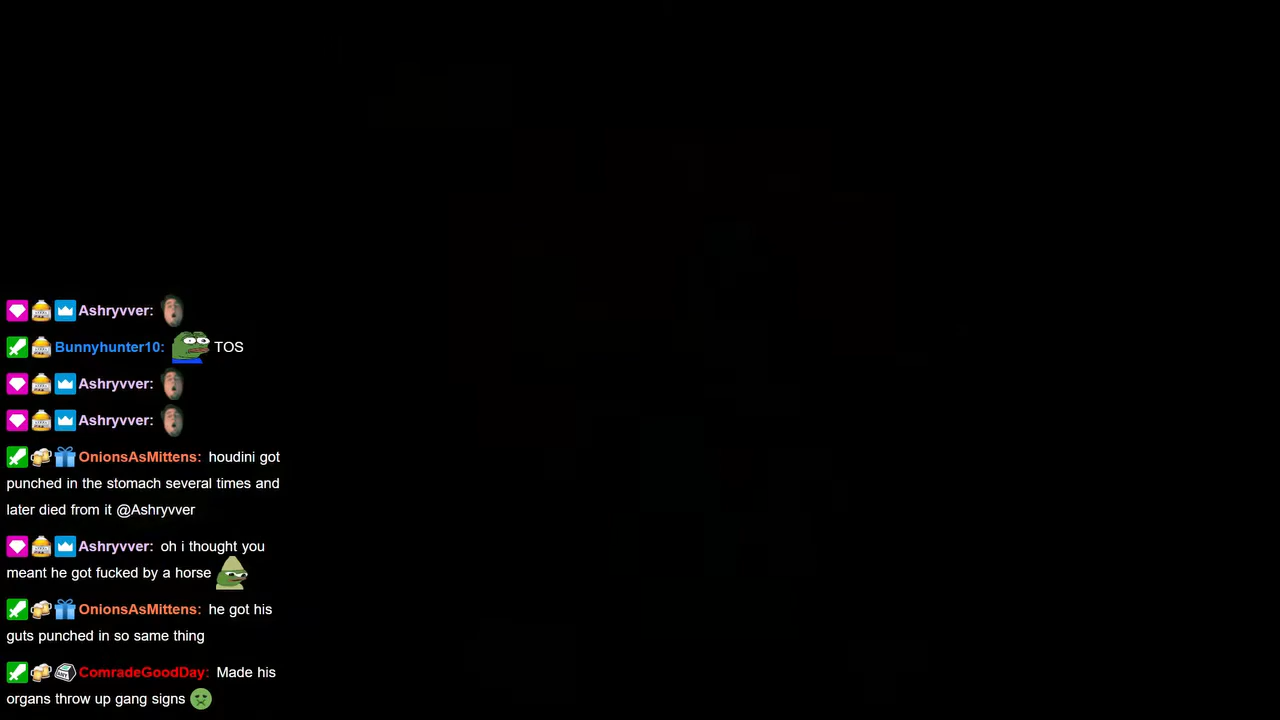 Ashryvver:
Bunnyhunter10: TOS
Ashryvver:
Ashryvver:
OnionsAsMittens: houdini got
punched in the stomach several times and
later died from it @Ashryvver
Ashryvver: oh i thought you
meant he got fucked by a horse
OnionsAsMittens: he got his
guts punched in so same thing
ComradeGoodDay: Made his
organs throw up gang signs